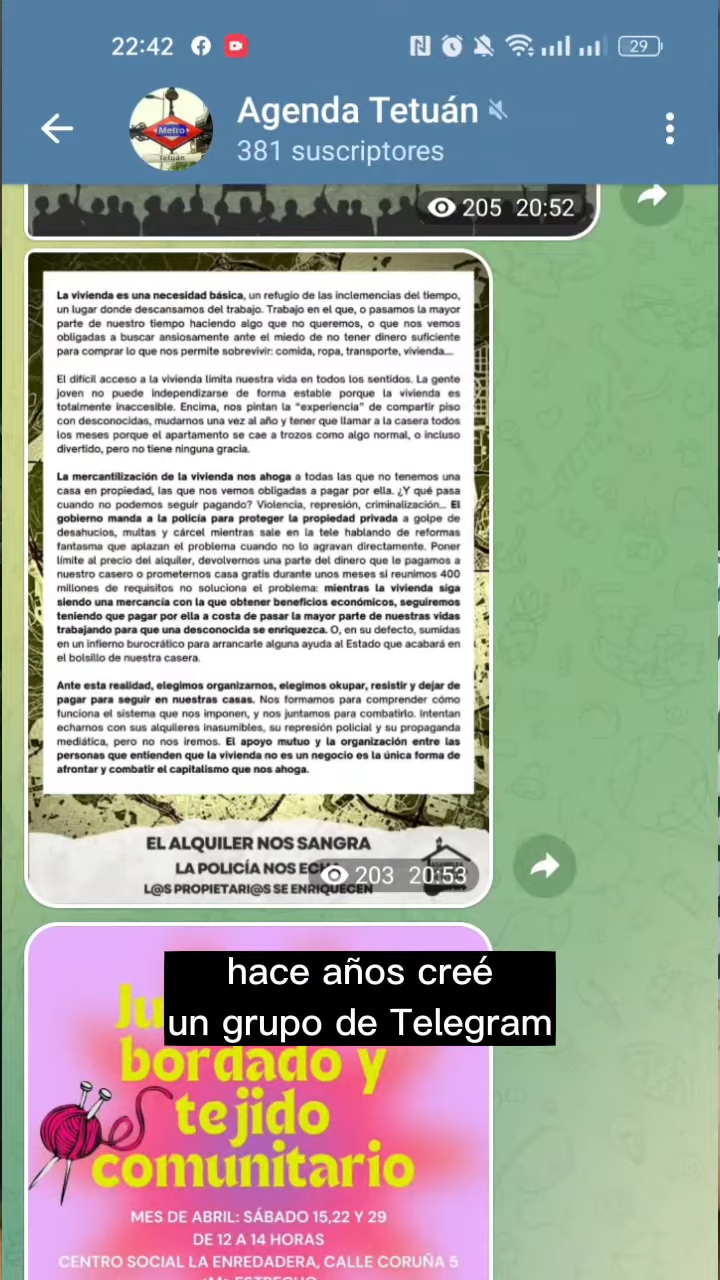 22:42
29
Agenda Tetuán
381 suscriptores
Metro
Tetuán
205 20:52
La vivienda es una necesidad básica, un refugio de las inclemencias del tiempo,
un lugar donde descansamos del trabajo. Trabajo en el que, o pasamos la mayor
parte de nuestro tiempo haciendo algo que no queremos, o que nos vemos
obligadas a buscar ansiosamente ante el miedo de no tener dinero suficiente
para comprar lo que nos permite sobrevivir: comida, ropa, transporte, vivienda...
El difícil acceso a la vivienda limita nuestra vida en todos los sentidos. La gente
joven no puede independizarse de forma estable porque la vivienda es
totalmente inaccesible. Encima, nos pintan la "experiencia" de compartir piso
con desconocidas, mudarnos una vez al año y tener que llamar a la casera todos
los meses porque el apartamento se cae a trozos como algo normal, o incluso
divertido, pero no tiene ninguna gracia.
La mercantilización de la vivienda nos ahoga a todas las que no tenemos una
casa en propiedad, las que nos vemos obligadas a pagar por ella. ¿Y qué pasa
cuando no podemos seguir pagando? Violencia, represión, criminalización... El
gobierno manda a la policía para proteger la propiedad privada a golpe de
desahucios, multas y cárcel mientras sale en la tele hablando de reformas
fantasma que aplazan el problema cuando no lo agravan directamente. Poner
límite al precio del alquiler, devolvernos una parte del dinero que le pagamos a
nuestro casero o prometernos casa gratis durante unos meses si reunimos 400
millones de requisitos no soluciona el problema: mientras la vivienda siga
siendo una mercancía con la que obtener beneficios económicos, seguiremos
teniendo que pagar por ella a costa de pasar la mayor parte de nuestras vidas
trabajando para que una desconocida se enriquezca. O, en su defecto, sumidas
en un infierno burocrático para arrancarle alguna ayuda al Estado que acabará en
el bolsillo de nuestra casera.
Ante esta realidad, elegimos organizarnos, elegimos okupar, resistir y dejar de
pagar para seguir en nuestras casas. Nos formamos para comprender cómo
funciona el sistema que nos imponen, y nos juntamos para combatirlo. Intentan
echarnos con sus alquileres inasumibles, su represión policial y su propaganda
mediática, pero no nos iremos. El apoyo mutuo y la organización entre las
personas que entienden que la vivienda no es un negocio es la única forma de
afrontar y combatir el capitalismo que nos ahoga.
EL ALQUILER NOS SANGRA
LA POLICÍA NOS ECHA
L@S PROPETARI@S SE ENRIQUECEN
203 20:53
hace años creé
un grupo de Telegram
bordado y
tejido
comunitario
MES DE ABRIL: SÁBADO 15,22 Y 29
DE 12 A 14 HORAS
CENTRO SOCIAL LA ENREDADERA, CALLE CORUÑA 5